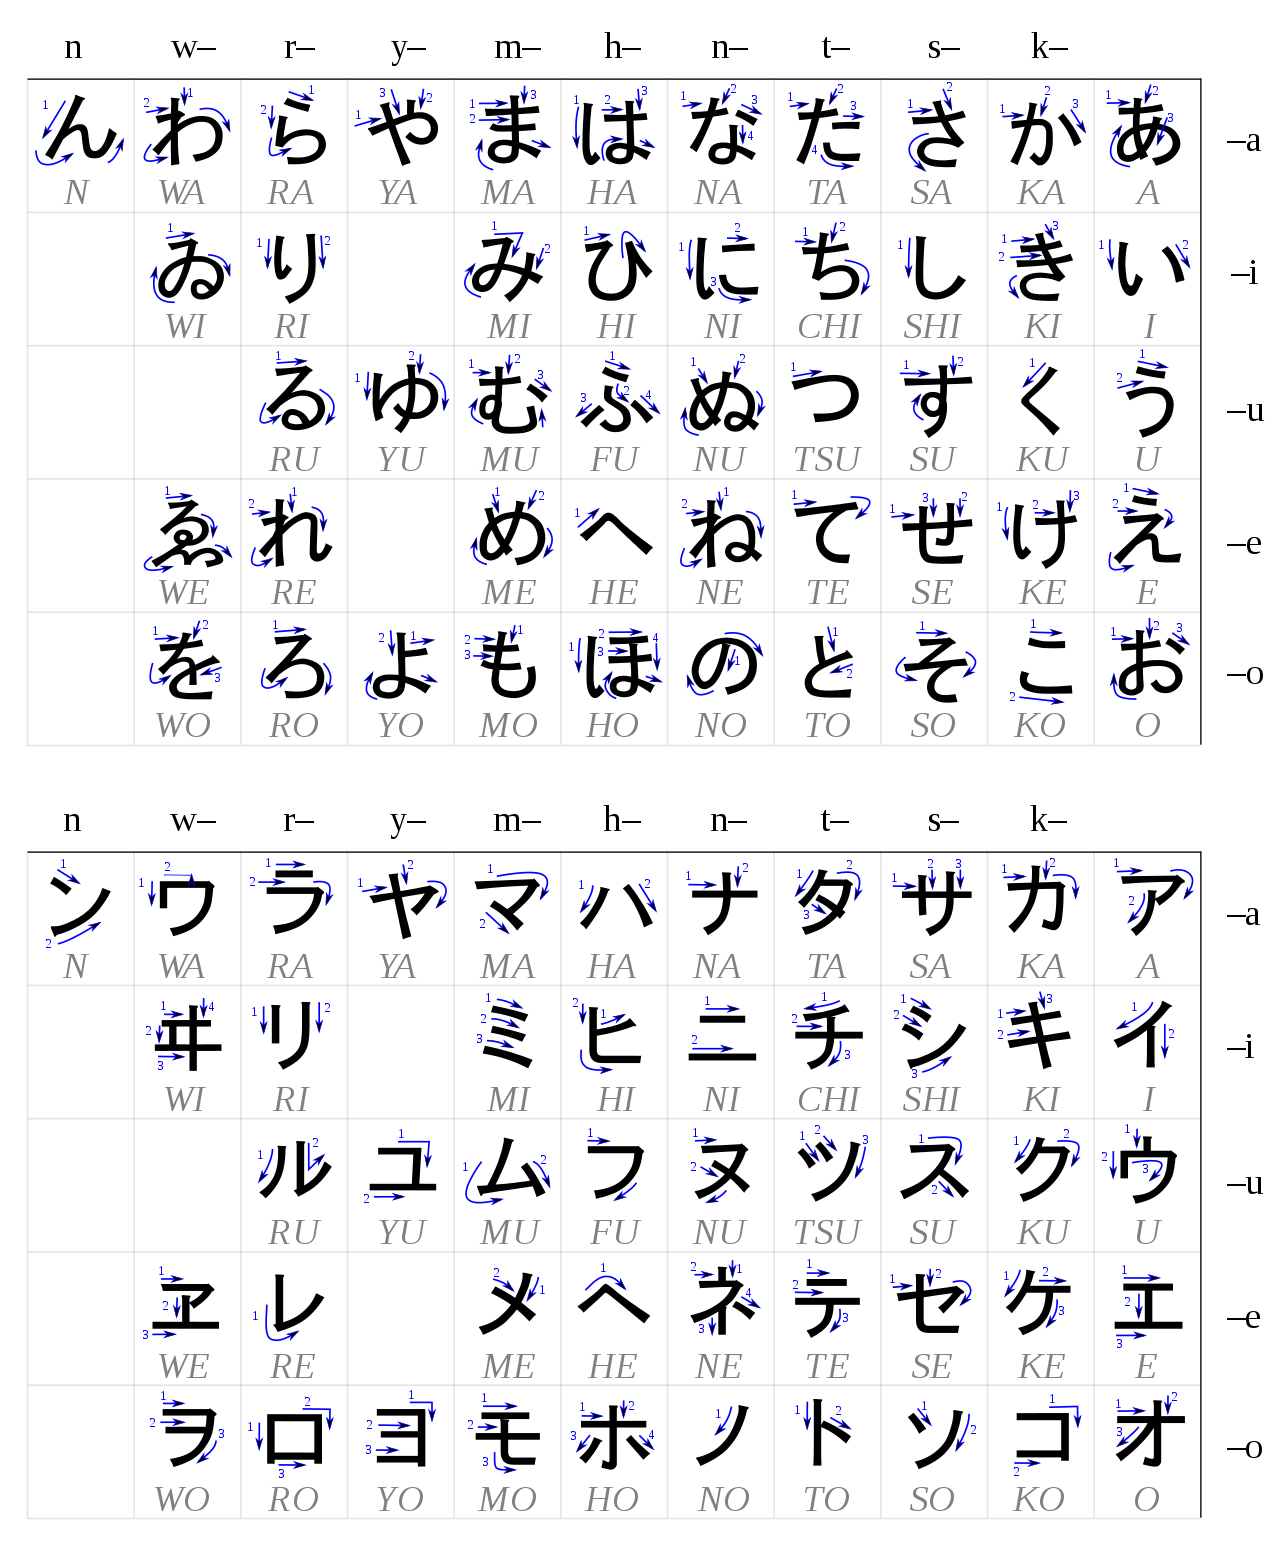 n w– r– y– m– h– n– t– s– k–
ん わ ら や ま は な た さ か あ –a
N WA RA YA MA HA NA TA SA KA A
ゐ り み ひ に ち し き い –i
WI RI MI HI NI CHI SHI KI I
る ゆ む ふ ぬ つ す く う –u
RU YU MU FU NU TSU SU KU U
ゑ れ め へ ね て せ け え –e
WE RE ME HE NE TE SE KE E
を ろ よ も ほ の と そ こ お –o
WO RO YO MO HO NO TO SO KO O
n w– r– y– m– h– n– t– s– k–
ン ワ ラ ヤ マ ハ ナ タ サ カ ア –a
N WA RA YA MA HA NA TA SA KA A
ヰ リ ミ ヒ ニ チ シ キ イ –i
WI RI MI HI NI CHI SHI KI I
ル ユ ム フ ヌ ツ ス ク ウ –u
RU YU MU FU NU TSU SU KU U
ヱ レ メ ヘ ネ テ セ ケ エ –e
WE RE ME HE NE TE SE KE E
ヲ ロ ヨ モ ホ ノ ト ソ コ オ –o
WO RO YO MO HO NO TO SO KO O